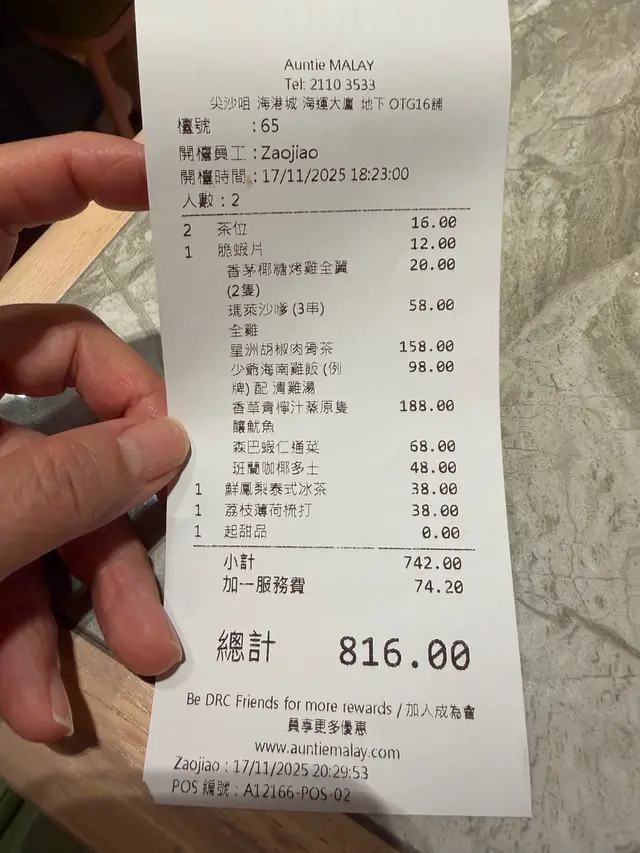 Auntie MALAY
Tel: 2110 3533
尖沙咀 海港城 海運大廈 地下 OTG16舖
檯號 : 65
開檯員工 : Zaojiao
開檯時間 : 17/11/2025 18:23:00
人數 : 2
2 茶位 16.00
1 脆蝦片 12.00
香茅椰糖烤雞全翼 20.00
(2隻)
瑪萊沙嗲 (3串) 58.00
全雞
星洲胡椒肉骨茶 158.00
少爺海南雞飯 (例 98.00
牌) 配 清雞湯
香草青檸汁蒸原隻 188.00
釀魷魚
森巴蝦仁通菜 68.00
班蘭咖椰多士 48.00
1 鮮鳳梨泰式冰茶 38.00
1 荔枝薄荷梳打 38.00
1 起甜品 0.00
小計 742.00
加一服務費 74.20
總計 816.00
Be DRC Friends for more rewards / 加入成為會
員享更多優惠
www.auntiemalay.com
Zaojiao : 17/11/2025 20:29:53
POS 編號 : A12166-POS-02